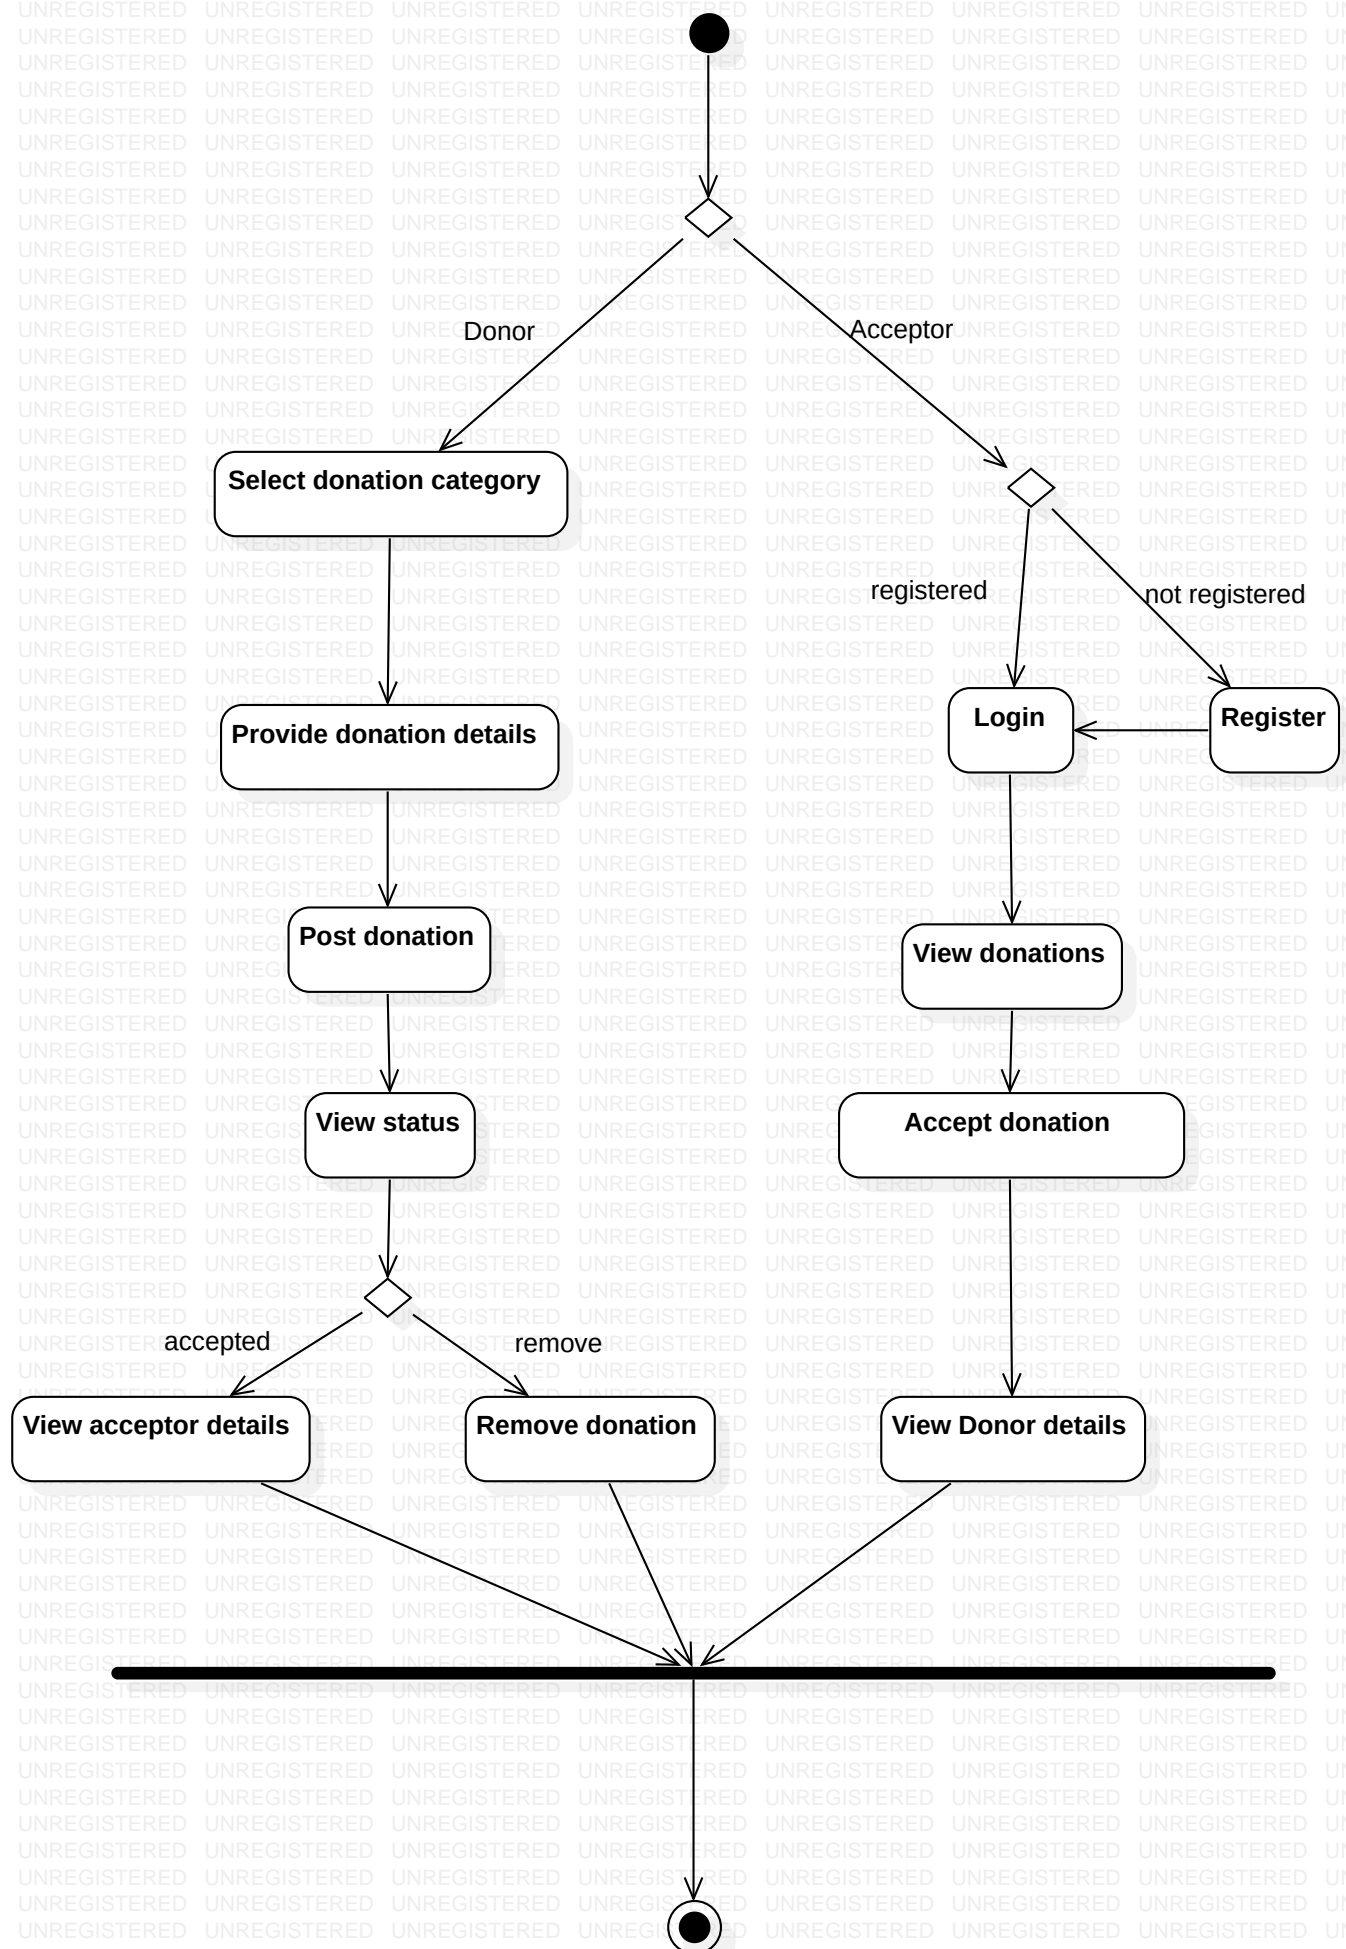 Donor
Acceptor
Select donation category
registered
not registered
Provide donation details
Login
Register
Post donation
View donations
View status
Accept donation
accepted
remove
View acceptor details
Remove donation
View Donor details
UNREGISTERED